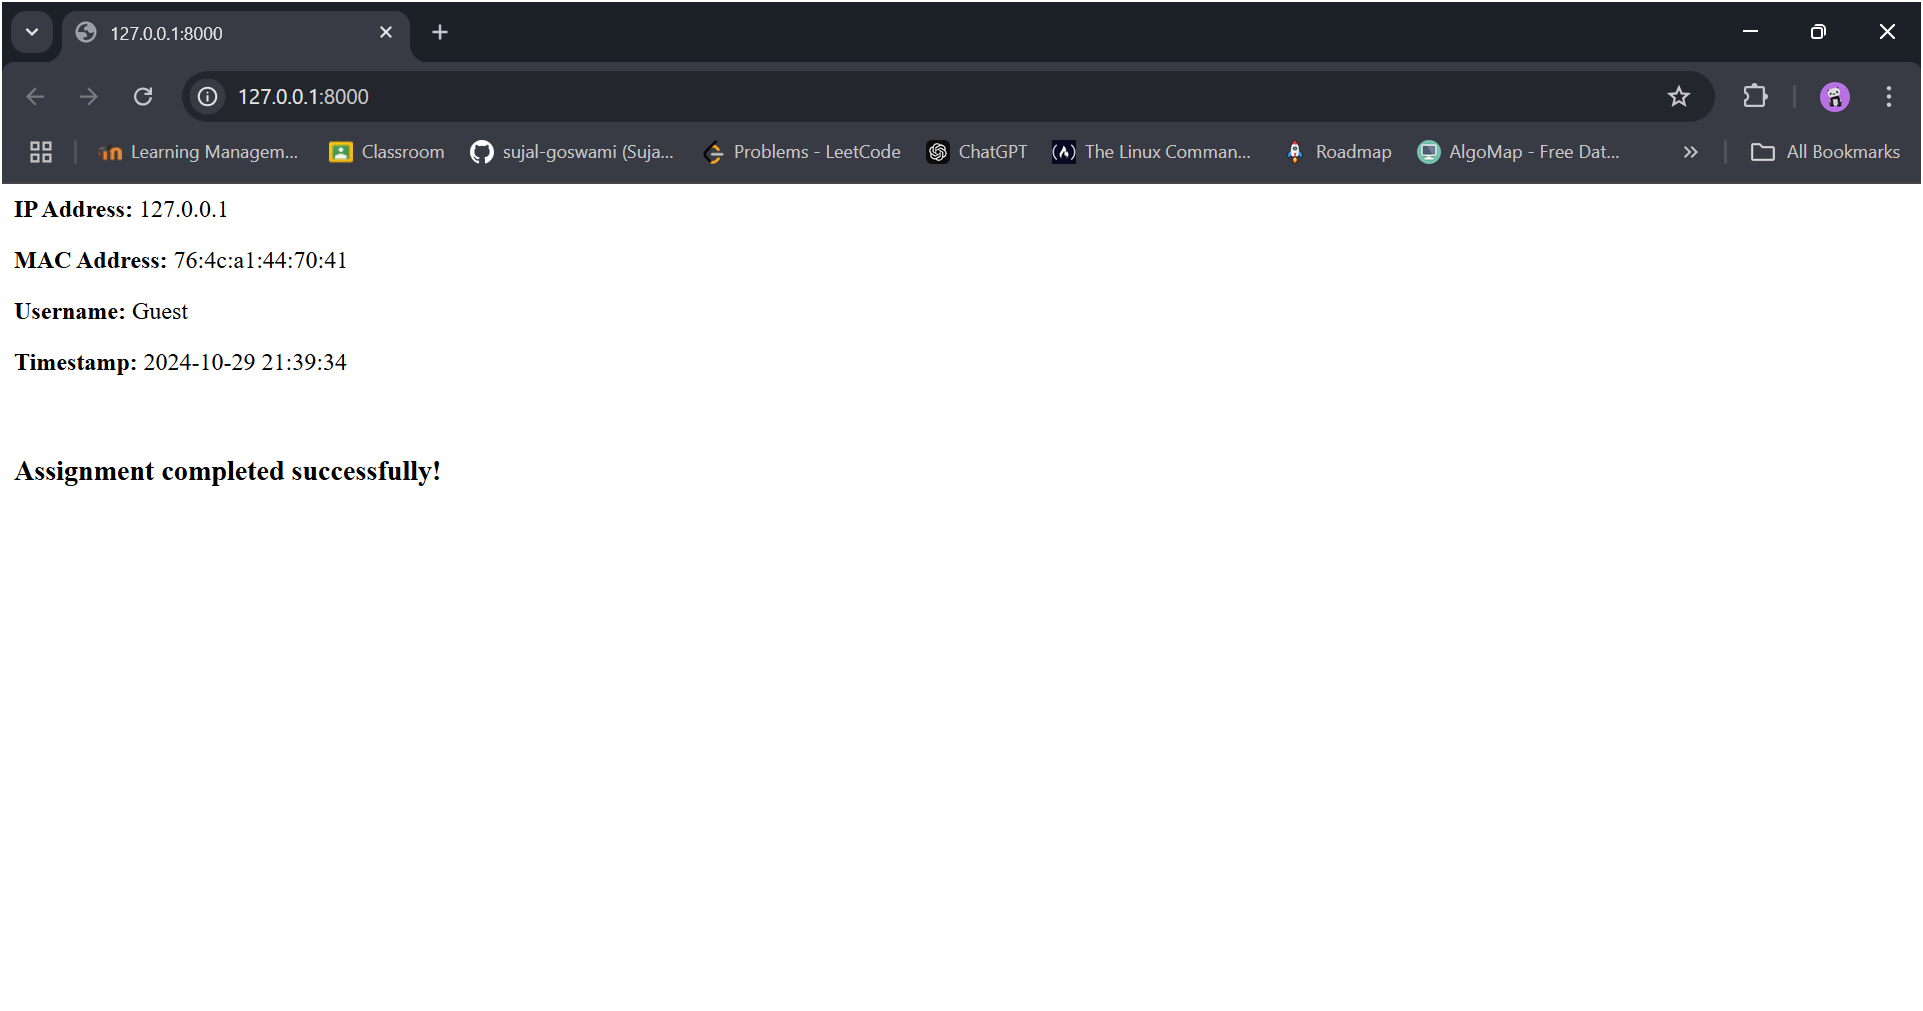 127.0.0.1:8000
127.0.0.1:8000
Learning Managem... Classroom sujal-goswami (Suja... Problems - LeetCode ChatGPT The Linux Comman... Roadmap AlgoMap - Free Dat... All Bookmarks
IP Address: 127.0.0.1
MAC Address: 76:4c:a1:44:70:41
Username: Guest
Timestamp: 2024-10-29 21:39:34
Assignment completed successfully!